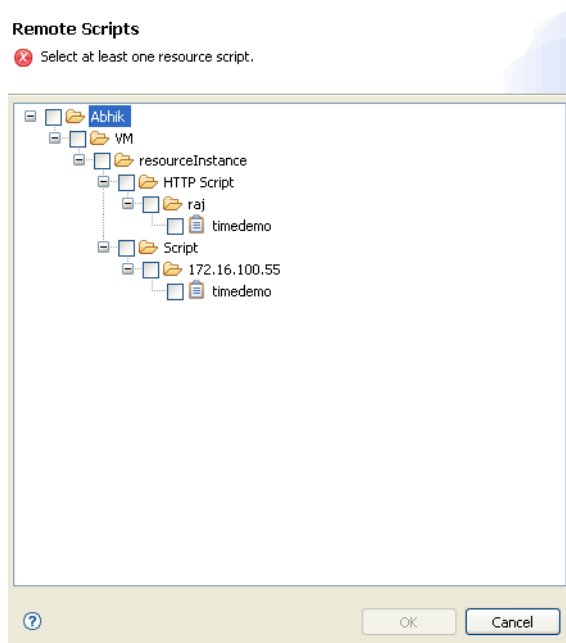 Remote Scripts
Select at least one resource script.
Abhik
VM
resourceInstance
HTTP Script
raj
timedemo
Script
172.16.100.55
timedemo
OK Cancel